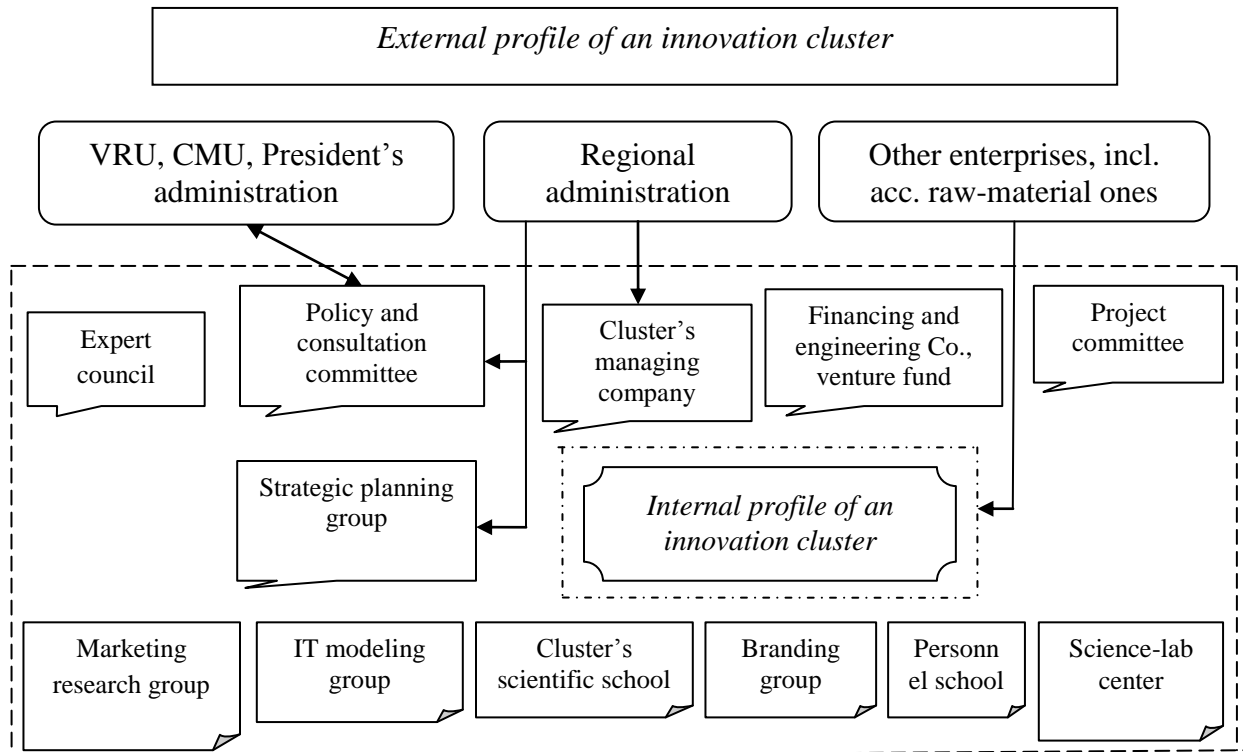 External profile of an innovation cluster
VRU, CMU, President’s
administration
Regional
administration
Other enterprises, incl.
acc. raw-material ones
Expert
council
Policy and
consultation
committee
Cluster’s
managing
company
Financing and
engineering Co.,
venture fund
Project
committee
Strategic planning
group
Internal profile of an
innovation cluster
Marketing
research group
IT modeling
group
Cluster’s
scientific school
Branding
group
Personn
el school
Science-lab
center